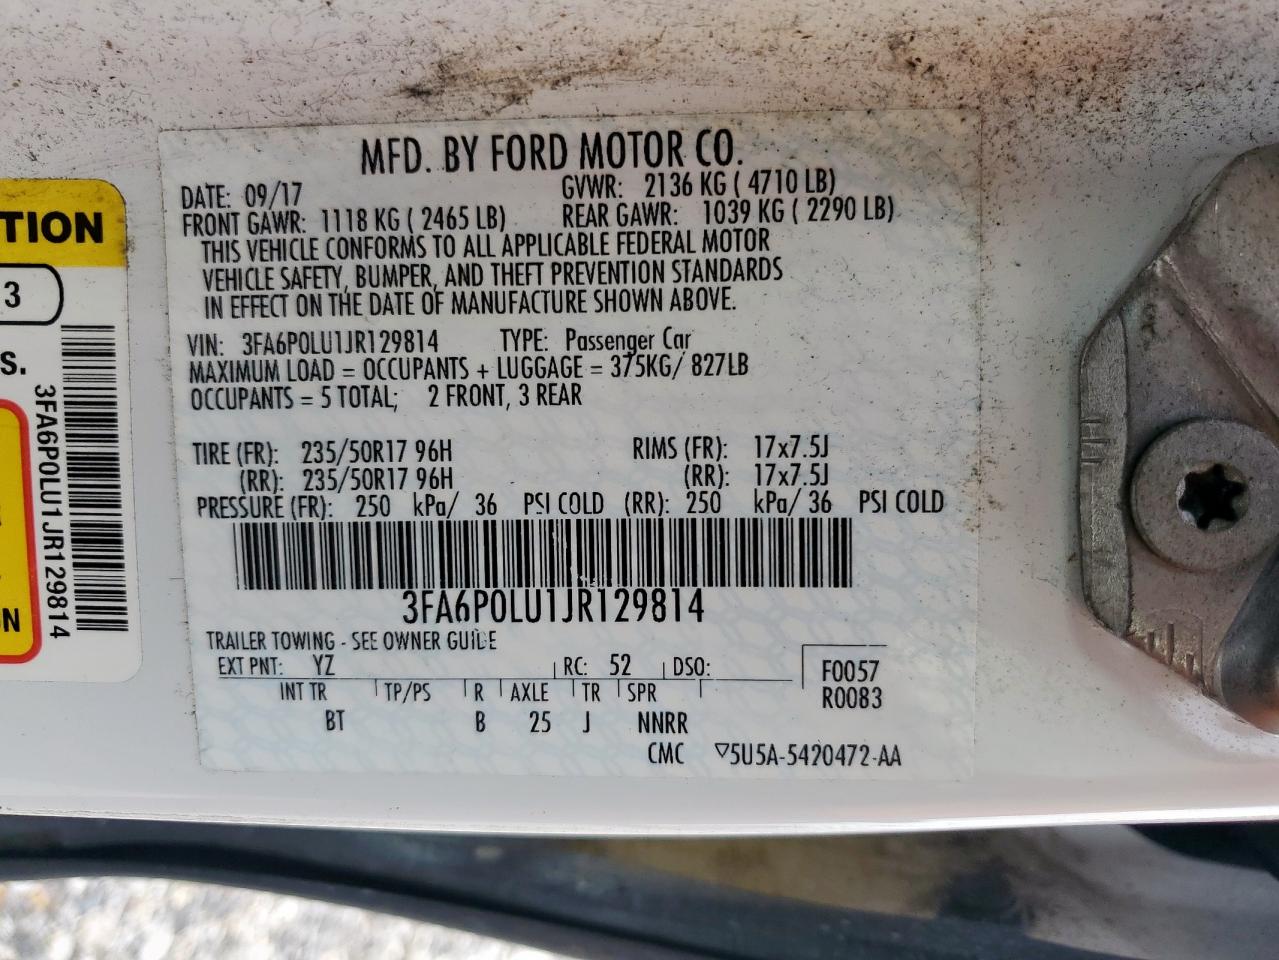 MFD. BY FORD MOTOR CO.
DATE: 09/17 GVWR: 2136 KG ( 4710 LB)
FRONT GAWR: 1118 KG ( 2465 LB) REAR GAWR: 1039 KG ( 2290 LB)
THIS VEHICLE CONFORMS TO ALL APPLICABLE FEDERAL MOTOR
VEHICLE SAFETY, BUMPER, AND THEFT PREVENTION STANDARDS
IN EFFECT ON THE DATE OF MANUFACTURE SHOWN ABOVE.
VIN: 3FA6P0LU1JR129814 TYPE: Passenger Car
MAXIMUM LOAD = OCCUPANTS + LUGGAGE = 375KG/ 827LB
OCCUPANTS = 5 TOTAL; 2 FRONT, 3 REAR
TIRE (FR): 235/50R17 96H RIMS (FR): 17x7.5J
(RR): 235/50R17 96H (RR): 17x7.5J
PRESSURE (FR): 250 kPa/ 36 PSI COLD (RR): 250 kPa/ 36 PSI COLD
3FA6P0LU1JR129814
TRAILER TOWING - SEE OWNER GUIDE
EXT PNT: YZ RC: 52 DSO:
F0057
R0083
INT TR TP/PS R AXLE TR SPR
BT B 25 J NNRR
CMC ▽5U5A-5420472-AA
TION
3
S.
3FA6P0LU1JR129814
N